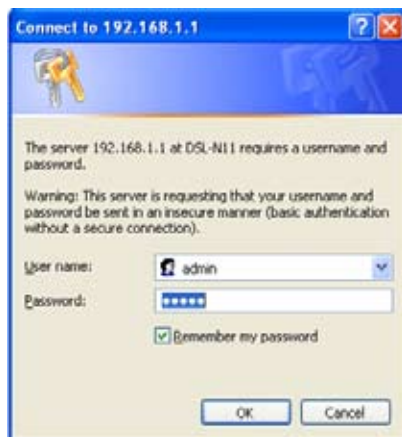 Connect to 192.168.1.1
The server 192.168.1.1 at DSL-N11 requires a username and
password.
Warning: This server is requesting that your username and
password be sent in an insecure manner (basic authentication
without a secure connection).
User name:
admin
Password:
•••••
Remember my password
OK
Cancel